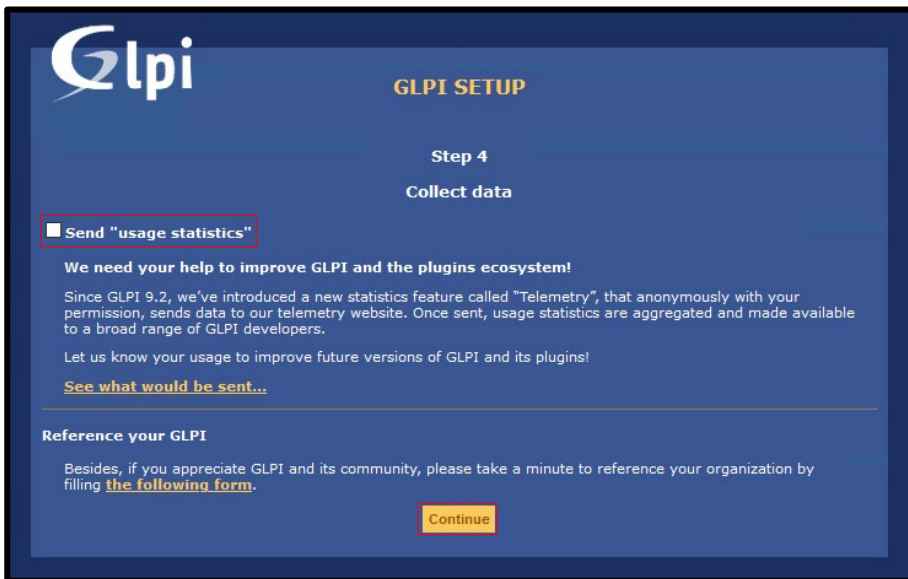 Glpi
GLPI SETUP
Step 4
Collect data
Send "usage statistics"
We need your help to improve GLPI and the plugins ecosystem!
Since GLPI 9.2, we've introduced a new statistics feature called "Telemetry", that anonymously with your
permission, sends data to our telemetry website. Once sent, usage statistics are aggregated and made available
to a broad range of GLPI developers.
Let us know your usage to improve future versions of GLPI and its plugins!
See what would be sent...
Reference your GLPI
Besides, if you appreciate GLPI and its community, please take a minute to reference your organization by
filling the following form.
Continue